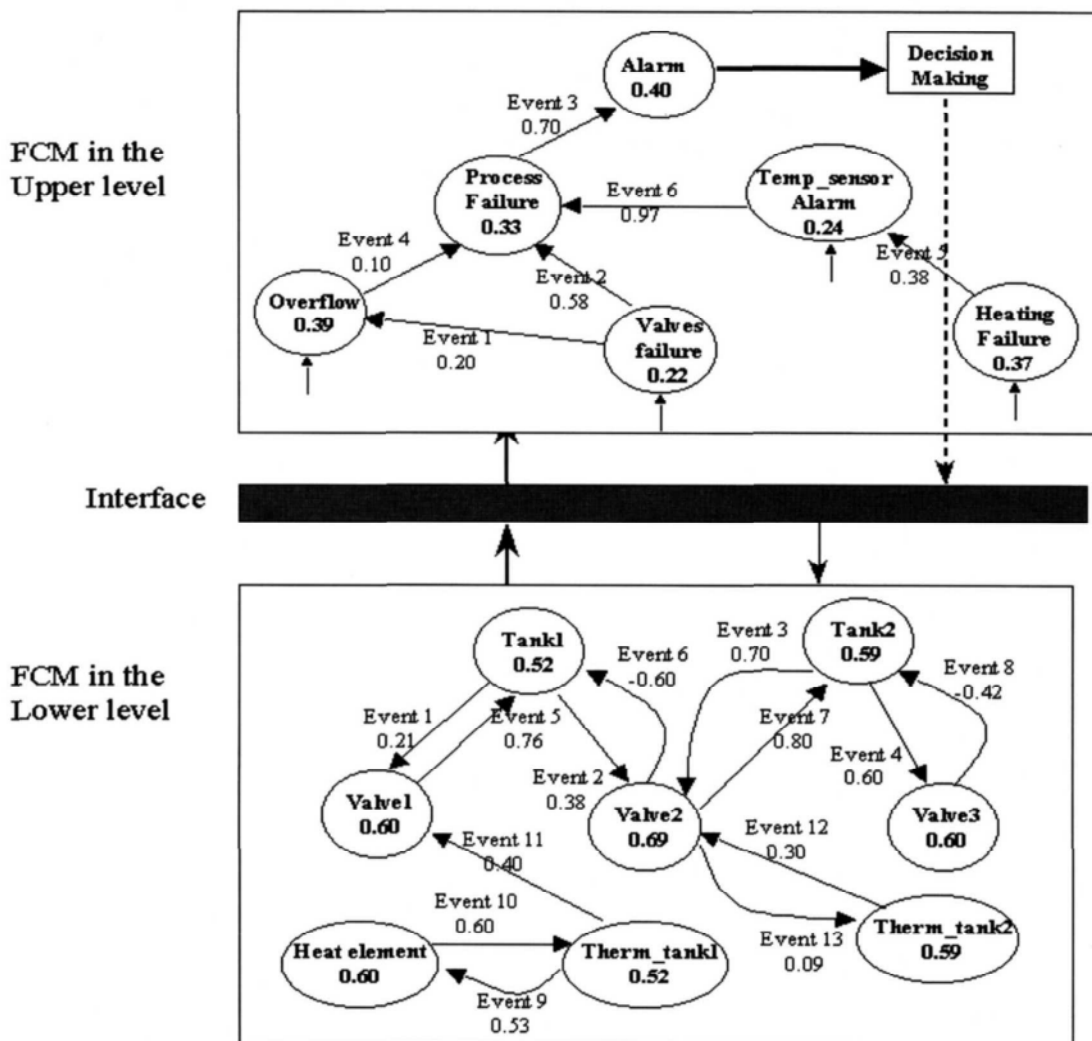 FCM in the
Upper level
Alarm
0.40
Decision
Making
Event 3
0.70
Process
Failure
0.33
Event 6
0.97
Temp_sensor
Alarm
0.24
Event 4
0.10
Event 2
0.58
Event 5
0.38
Overflow
0.39
Event 1
0.20
Valves
failure
0.22
Heating
Failure
0.37
Interface
FCM in the
Lower level
Tank1
0.52
Event 6
-0.60
Event 3
0.70
Tank2
0.59
Event 8
-0.42
Event 1
0.21
Event 5
0.76
Event 7
0.80
Event 2
0.38
Event 4
0.60
Valve1
0.60
Valve2
0.69
Valve3
0.60
Event 11
0.40
Event 12
0.30
Event 10
0.60
Heat element
0.60
Therm_tank1
0.52
Event 13
0.09
Therm_tank2
0.59
Event 9
0.53